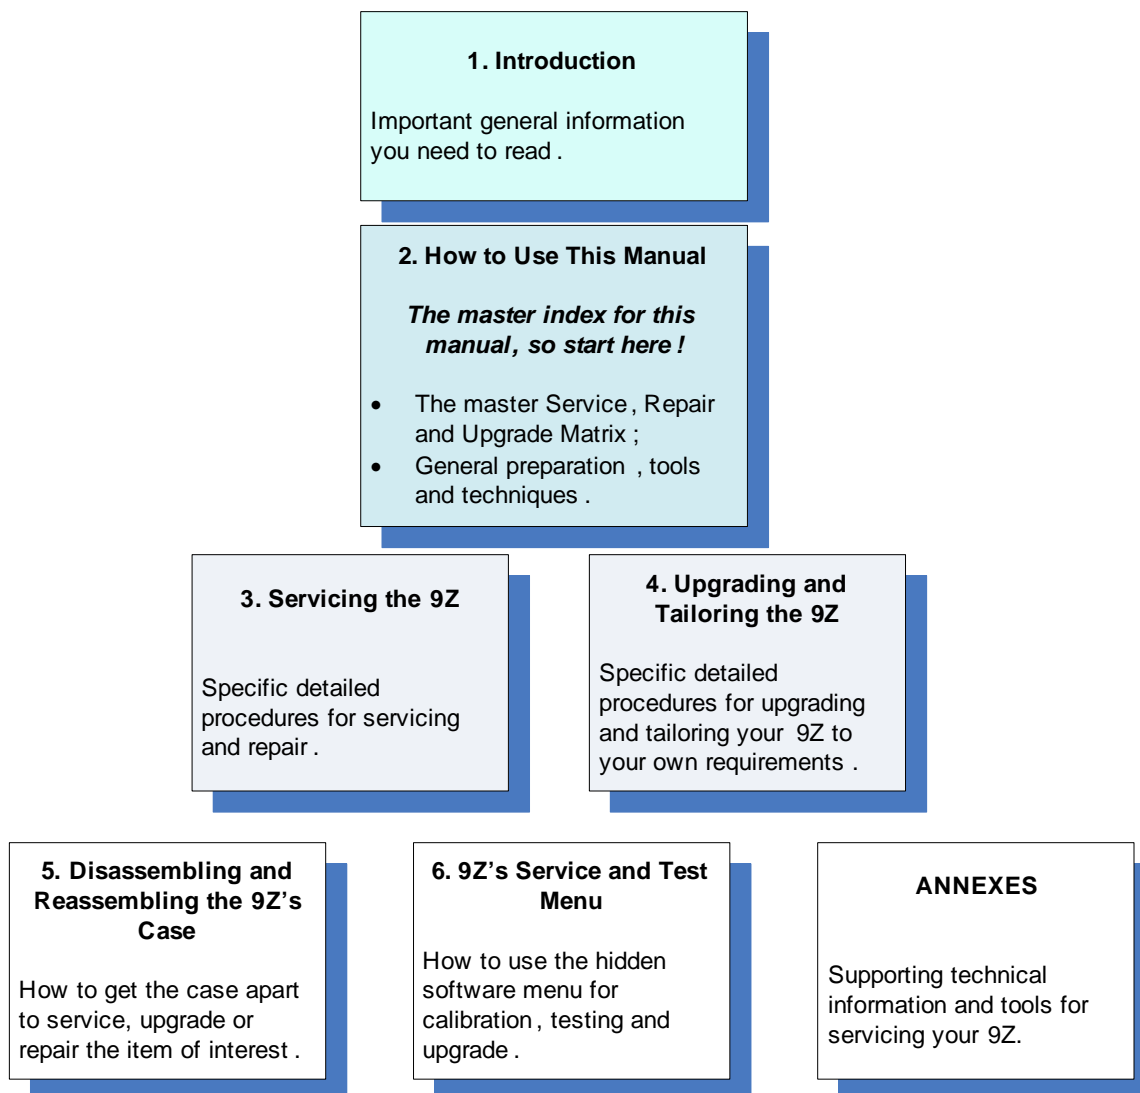 1. Introduction
Important general information
you need to read .
2. How to Use This Manual
The master index for this
manual, so start here !
• The master Service , Repair
and Upgrade Matrix ;
• General preparation , tools
and techniques .
3. Servicing the 9Z
Specific detailed
procedures for servicing
and repair .
4. Upgrading and
Tailoring the 9Z
Specific detailed
procedures for upgrading
and tailoring your 9Z to
your own requirements .
5. Disassembling and
Reassembling the 9Z’s
Case
How to get the case apart
to service, upgrade or
repair the item of interest .
6. 9Z’s Service and Test
Menu
How to use the hidden
software menu for
calibration , testing and
upgrade .
ANNEXES
Supporting technical
information and tools for
servicing your 9Z.